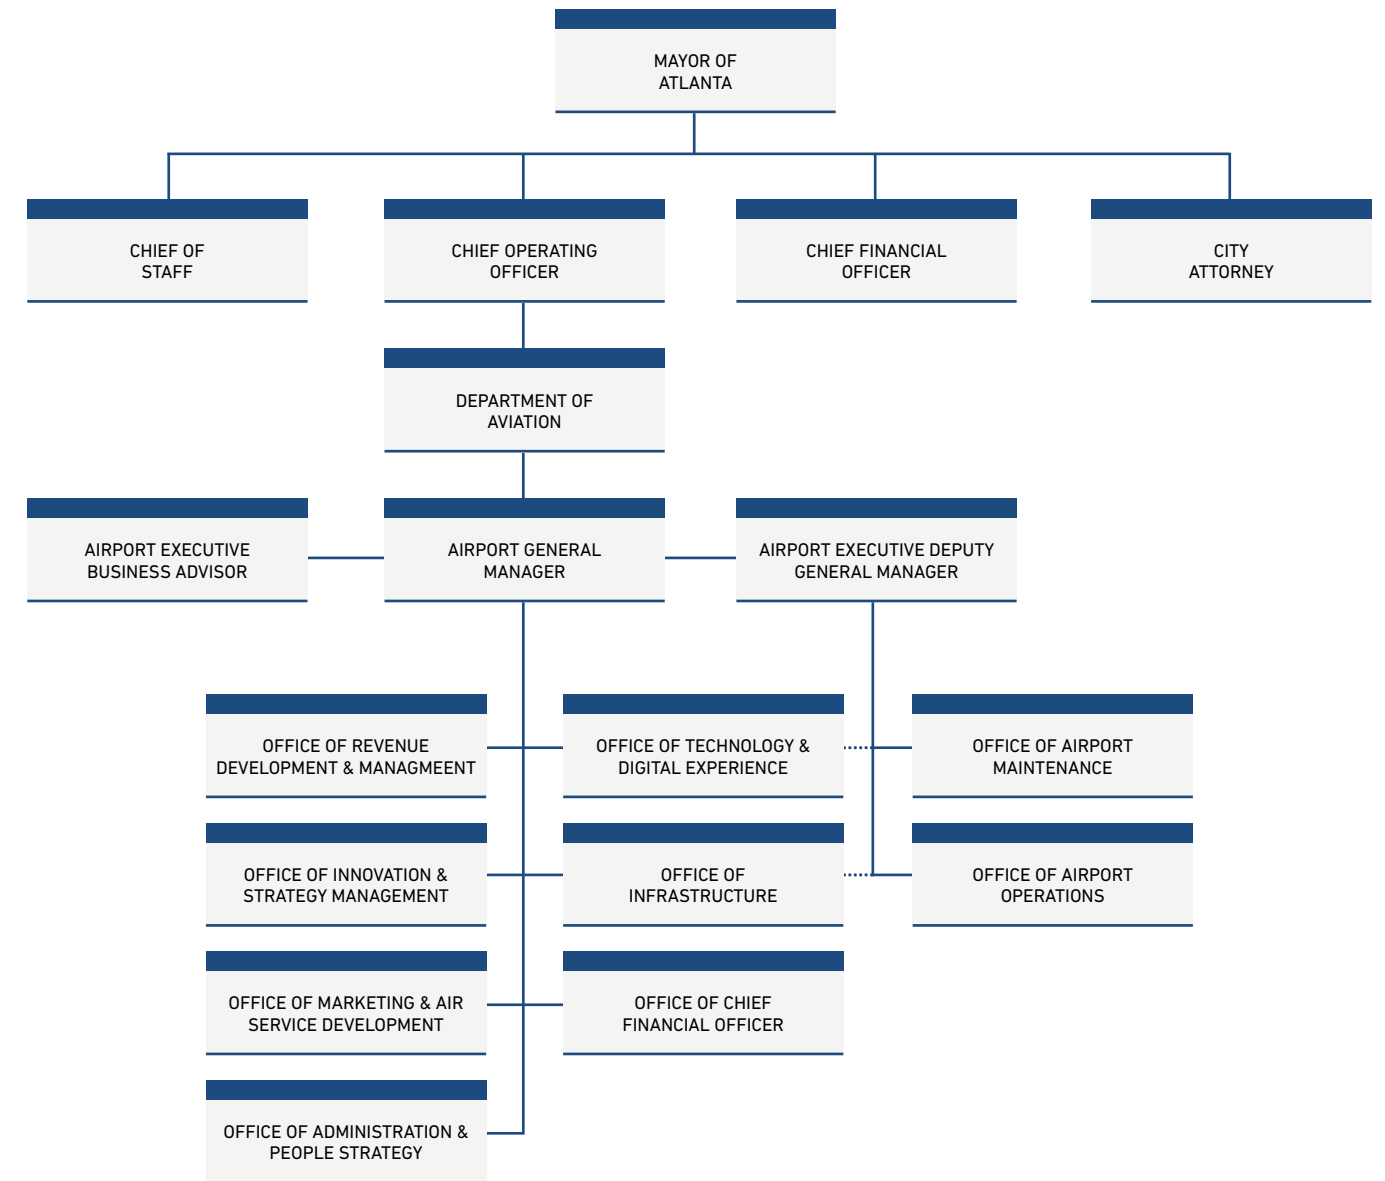 MAYOR OF
ATLANTA
CHIEF OF
STAFF
CHIEF OPERATING
OFFICER
CHIEF FINANCIAL
OFFICER
CITY
ATTORNEY
DEPARTMENT OF
AVIATION
AIRPORT EXECUTIVE
BUSINESS ADVISOR
AIRPORT GENERAL
MANAGER
AIRPORT EXECUTIVE DEPUTY
GENERAL MANAGER
OFFICE OF REVENUE
DEVELOPMENT & MANAGMEENT
OFFICE OF TECHNOLOGY &
DIGITAL EXPERIENCE
OFFICE OF AIRPORT
MAINTENANCE
OFFICE OF INNOVATION &
STRATEGY MANAGEMENT
OFFICE OF
INFRASTRUCTURE
OFFICE OF AIRPORT
OPERATIONS
OFFICE OF MARKETING & AIR
SERVICE DEVELOPMENT
OFFICE OF CHIEF
FINANCIAL OFFICER
OFFICE OF ADMINISTRATION &
PEOPLE STRATEGY